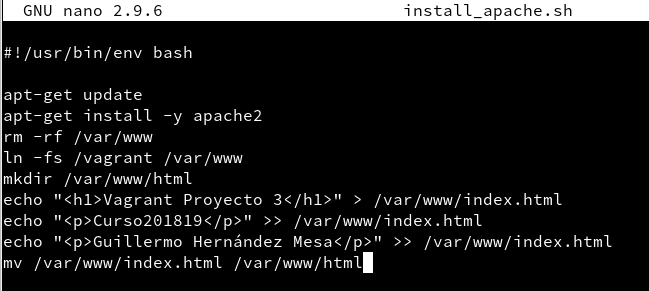 GNU nano 2.9.6 install_apache.sh
#!/usr/bin/env bash
apt-get update
apt-get install -y apache2
rm -rf /var/www
ln -fs /vagrant /var/www
mkdir /var/www/html
echo "<h1>Vagrant Proyecto 3</h1>" > /var/www/index.html
echo "<p>Curso201819</p>" >> /var/www/index.html
echo "<p>Guillermo Hernández Mesa</p>" >> /var/www/index.html
mv /var/www/index.html /var/www/html